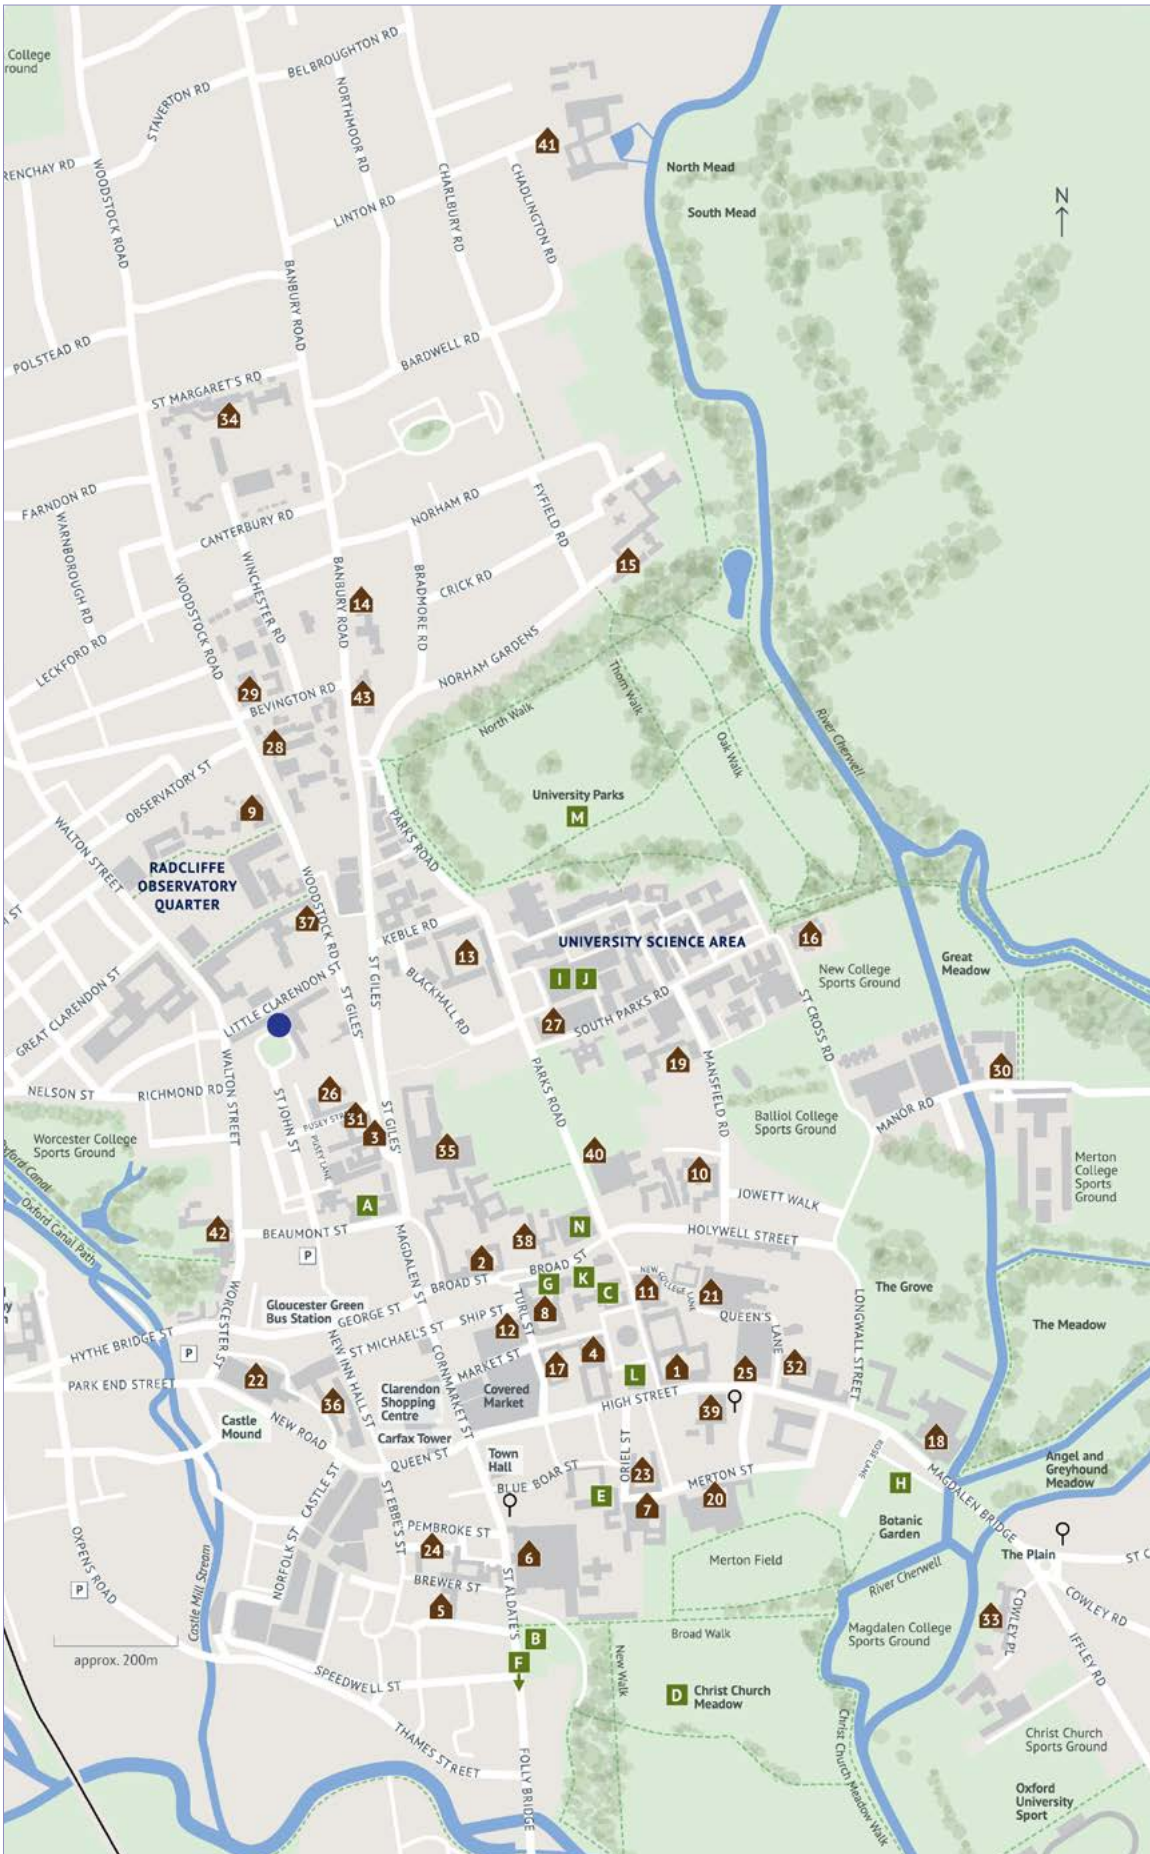 College
round
BELBROUGHTON RD
STAVERTON RD
NORTHMOOR RD
41
RENCHAY RD
WOODSTOCK ROAD
CHARLBURY RD
CHADLINGTON RD
LINTON RD
North Mead
South Mead
N
BANBURY ROAD
POLSTEAD RD
BARDWELL RD
ST MARGARET'S RD
34
FARNDON RD
WARNBOROUGH RD
CANTERBURY RD
NORHAM RD
FYFIELD RD
15
WINCHESTER RD
BANBURY ROAD
14
BRADMORE RD
CRICK RD
WOODSTOCK ROAD
LECKFORD RD
NORHAM GARDENS
29
BEVINGTON RD
43
North Walk
Thorn Walk
Oak Walk
River Cherwell
28
OBSERVATORY ST
9
University Parks
M
WALTON STREET
PARKS ROAD
RADCLIFFE
OBSERVATORY
QUARTER
WOODSTOCK RD
37
KEBLE RD
13
UNIVERSITY SCIENCE AREA
16
Great
Meadow
New College
Sports Ground
ST GILES'
BLACKHALL RD
I
J
LITTLE CLARENDON ST
ST GILES'
GREAT CLARENDON ST
27
SOUTH PARKS RD
ST CROSS RD
19
MANSFIELD RD
30
NELSON ST
RICHMOND RD
WALTON STREET
ST JOHN ST
26
PUSEY STR
31
3
ST GILES'
PARKS ROAD
MANOR RD
Balliol College
Sports Ground
Worcester College
Sports Ground
PUSEY LANE
35
40
10
Merton
College
Sports
Ground
Oxford Canal
Oxford Canal Path
A
JOWETT WALK
42
BEAUMONT ST
P
MAGDALEN ST
38
N
HOLYWELL STREET
2
BROAD ST
BROAD ST
G
K
C
NEW COLLEGE LANE
11
21
The Grove
WORCESTER ST
Gloucester Green
Bus Station
GEORGE ST
SHIP ST
TURL ST
8
QUEEN'S
LANE
LONGWALL STREET
The Meadow
HYTHE BRIDGE ST
P
ST MICHAEL'S ST
12
NEW INN HALL ST
CORNMARKET ST
MARKET ST
17
4
L
1
25
32
PARK END STREET
22
36
Clarendon
Shopping
Centre
Covered
Market
HIGH STREET
39
Castle
Mound
NEW ROAD
Carfax Tower
QUEEN ST
Town
Hall
ORIEL ST
ROSE LANE
18
BLUE BOAR ST
23
MERTON ST
Angel and
Greyhound
Meadow
CASTLE ST
ST EBBE'S ST
E
7
20
H
MAGDALEN BRIDGE
Botanic
Garden
OXPENS ROAD
NORFOLK ST
PEMBROKE ST
24
6
Merton Field
The Plain
ST C
P
Castle Mill Stream
BREWER ST
5
ST ALDATE'S
River Cherwell
COWLEY RD
33
COWLEY PL
Magdalen College
Sports Ground
B
Broad Walk
IFFLEY RD
approx. 200m
F
SPEEDWELL ST
New Walk
D
Christ Church
Meadow
THAMES STREET
Christ Church Meadow Walk
Christ Church
Sports Ground
FOLLY BRIDGE
Oxford
University
Sport